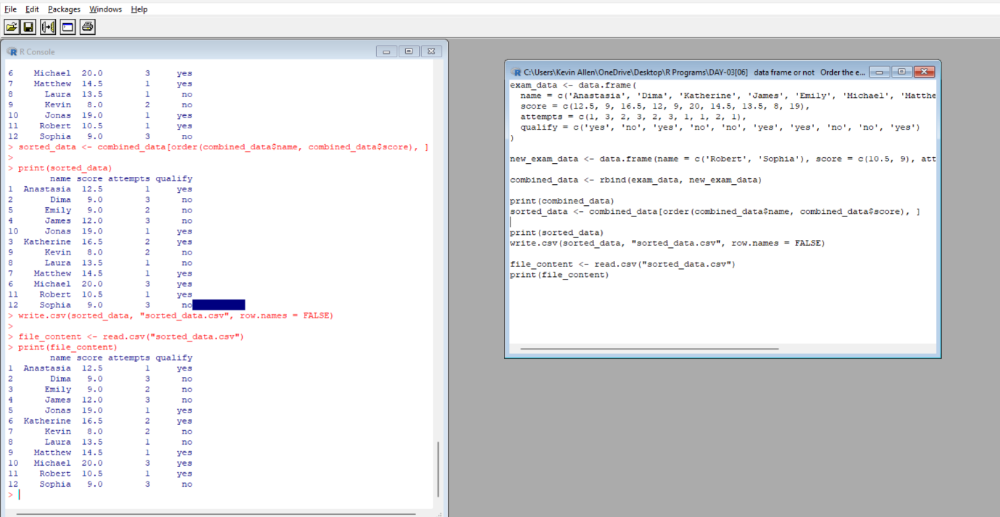 File Edit Packages Windows Help
R Console
6 Michael 20.0 3 yes
7 Matthew 14.5 1 yes
8 Laura 13.5 1 no
9 Kevin 8.0 2 no
10 Jonas 19.0 1 yes
11 Robert 10.5 1 yes
12 Sophia 9.0 3 no
> sorted_data <- combined_data[order(combined_data$name, combined_data$score), ]
>
> print(sorted_data)
name score attempts qualify
1 Anastasia 12.5 1 yes
2 Dima 9.0 3 no
5 Emily 9.0 2 no
4 James 12.0 3 no
10 Jonas 19.0 1 yes
3 Katherine 16.5 2 yes
9 Kevin 8.0 2 no
8 Laura 13.5 1 no
7 Matthew 14.5 1 yes
6 Michael 20.0 3 yes
11 Robert 10.5 1 yes
12 Sophia 9.0 3 no
> write.csv(sorted_data, "sorted_data.csv", row.names = FALSE)
>
> file_content <- read.csv("sorted_data.csv")
> print(file_content)
name score attempts qualify
1 Anastasia 12.5 1 yes
2 Dima 9.0 3 no
3 Emily 9.0 2 no
4 James 12.0 3 no
5 Jonas 19.0 1 yes
6 Katherine 16.5 2 yes
7 Kevin 8.0 2 no
8 Laura 13.5 1 no
9 Matthew 14.5 1 yes
10 Michael 20.0 3 yes
11 Robert 10.5 1 yes
12 Sophia 9.0 3 no
>
C:\Users\Kevin Allen\OneDrive\Desktop\R Programs\DAY-03[06] data frame or not Order the e...
exam_data <- data.frame(
name = c('Anastasia', 'Dima', 'Katherine', 'James', 'Emily', 'Michael', 'Matthe
score = c(12.5, 9, 16.5, 12, 9, 20, 14.5, 13.5, 8, 19),
attempts = c(1, 3, 2, 3, 2, 3, 1, 1, 2, 1),
qualify = c('yes', 'no', 'yes', 'no', 'no', 'yes', 'yes', 'no', 'no', 'yes')
)
new_exam_data <- data.frame(name = c('Robert', 'Sophia'), score = c(10.5, 9), att
combined_data <- rbind(exam_data, new_exam_data)
print(combined_data)
sorted_data <- combined_data[order(combined_data$name, combined_data$score), ]
print(sorted_data)
write.csv(sorted_data, "sorted_data.csv", row.names = FALSE)
file_content <- read.csv("sorted_data.csv")
print(file_content)